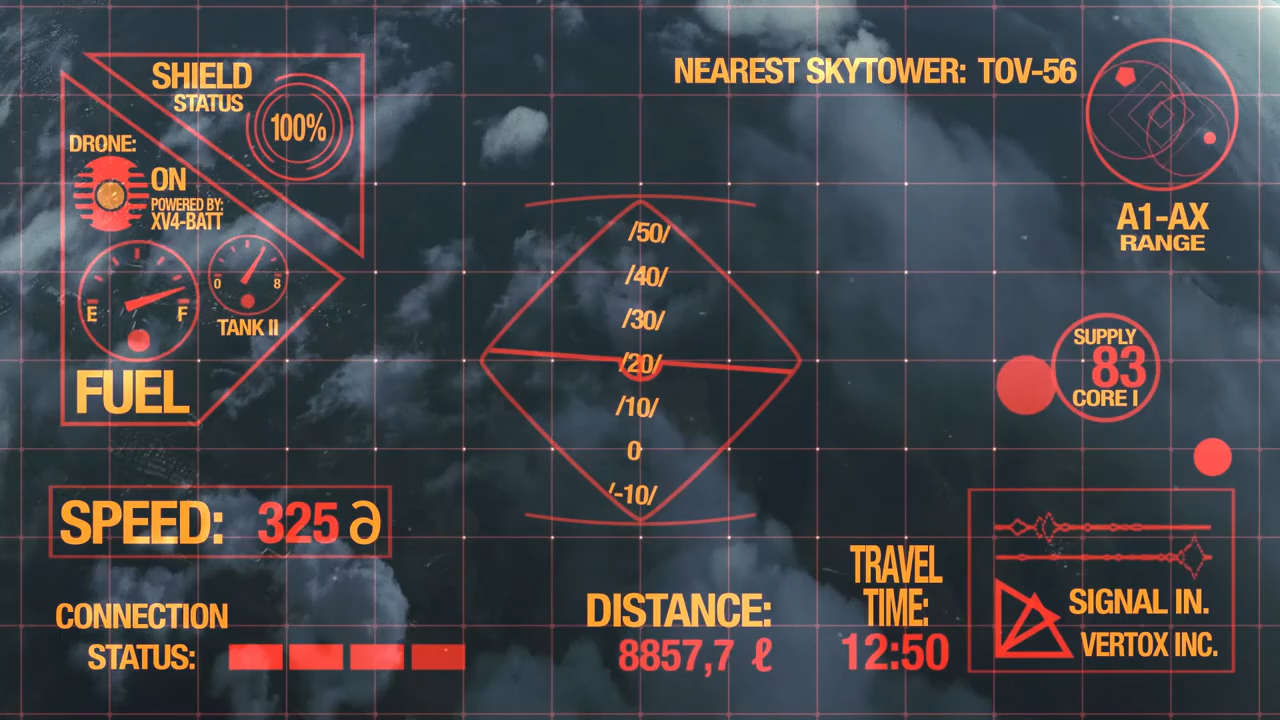 SHIELD
STATUS
100%
DRONE:
ON
POWERED BY:
XV4-BATT
E
F
0
8
TANK II
FUEL
SPEED: 325 ∂
CONNECTION
STATUS:
NEAREST SKYTOWER: TOV-56
A1-AX
RANGE
/50/
/40/
/30/
/20/
/10/
0
/-10/
SUPPLY
83
CORE I
DISTANCE:
8857,7 ℓ
TRAVEL
TIME:
12:50
SIGNAL IN.
VERTOX INC.